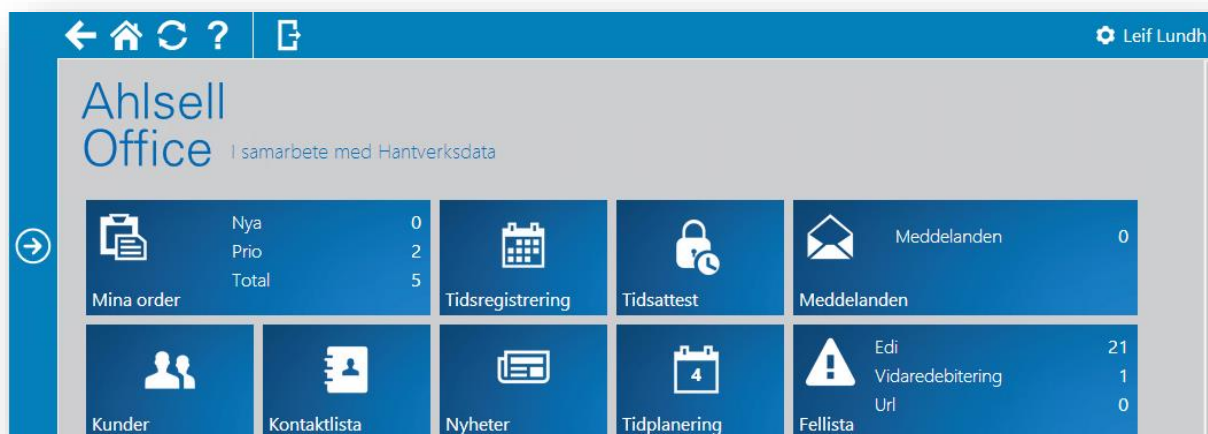 Leif Lundh
Ahlsell
Office I samarbete med Hantverksdata
Nya 0
Prio 2
Total 5
Mina order
Tidsregistrering
Tidsattest
Meddelanden 0
Meddelanden
Kunder
Kontaktlista
Nyheter
4
Tidplanering
Edi 21
Vidaredebitering 1
Url 0
Fellista